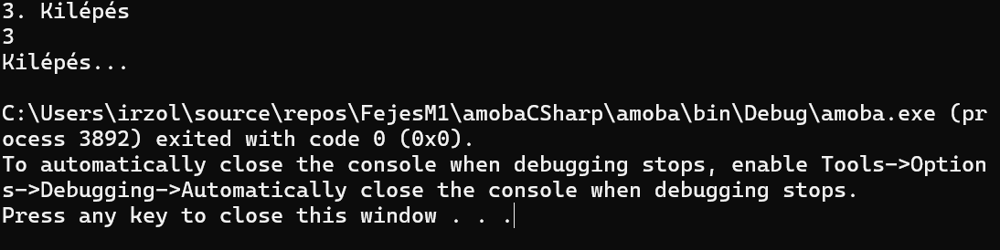 3. Kilépés
3
Kilépés...
C:\Users\irzol\source\repos\FejesM1\amobaCSharp\amoba\bin\Debug\amoba.exe (pr
ocess 3892) exited with code 0 (0x0).
To automatically close the console when debugging stops, enable Tools->Option
s->Debugging->Automatically close the console when debugging stops.
Press any key to close this window . . .